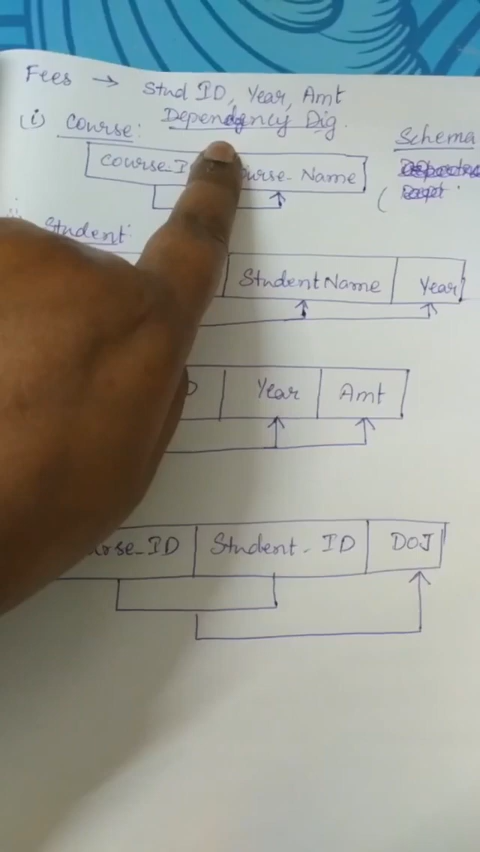 Fees → Stud ID, Year, Amt
(i) Course: Dependency Dig.
Schema
Course_I
urse_Name
(
ii
Student:
Student Name
Year
D
Year
Amt
urse_ID
Student_ID
DOJ